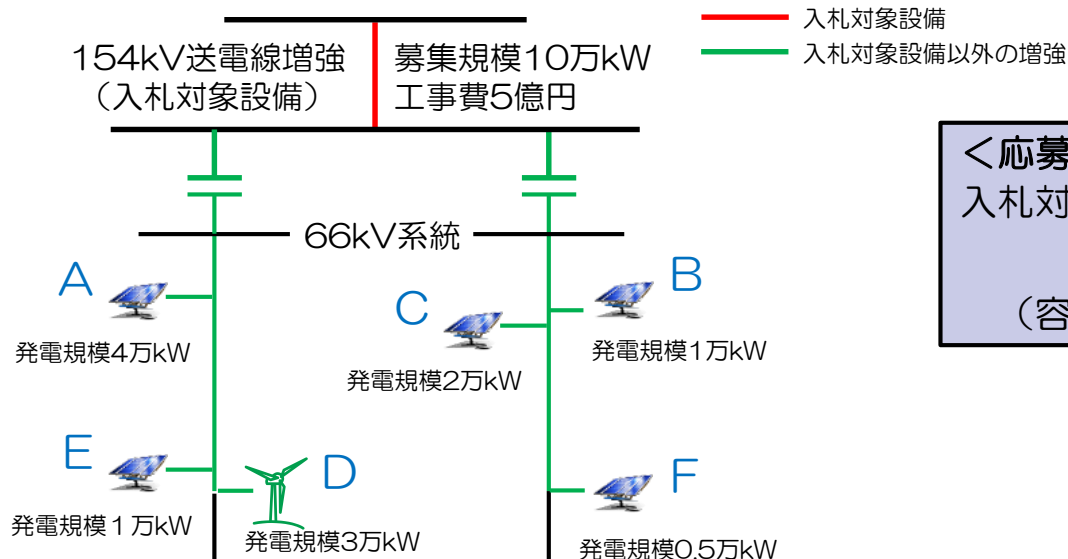 入札対象設備
入札対象設備以外の増強
154kV送電線増強
(入札対象設備)
募集規模10万kW
工事費5億円
<応募
入札対
(容
66kV系統
A
発電規模4万kW
B
発電規模1万kW
C
発電規模2万kW
E
発電規模1万kW
D
発電規模3万kW
F
発電規模0.5万kW